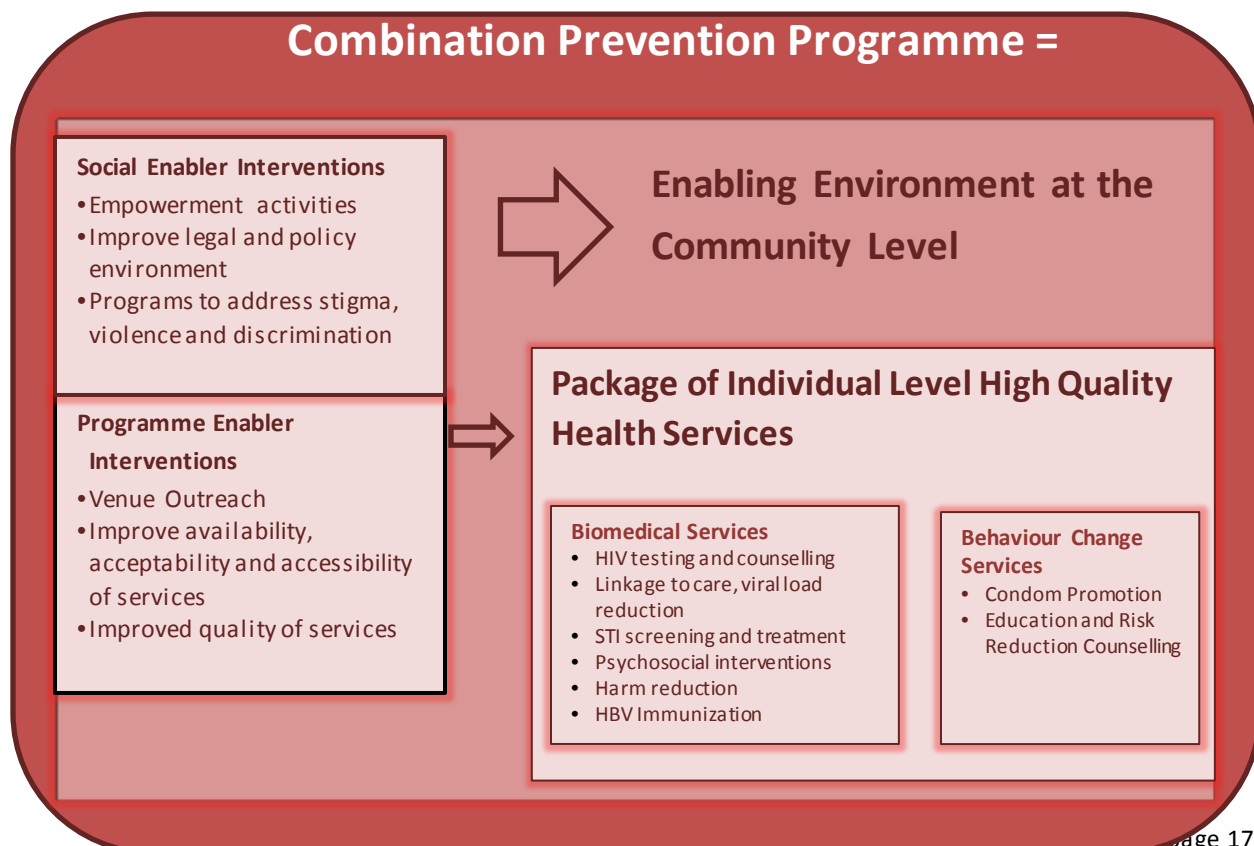 Combination Prevention Programme =
Social Enabler Interventions
•Empowerment activities
•Improve legal and policy
environment
•Programs to address stigma,
violence and discrimination
Enabling Environment at the
Community Level
Programme Enabler
Interventions
•Venue Outreach
•Improve availability,
acceptability and accessibility
of services
•Improved quality of services
Package of Individual Level High Quality
Health Services
Biomedical Services
• HIV testing and counselling
• Linkage to care, viral load
reduction
• STI screening and treatment
• Psychosocial interventions
• Harm reduction
• HBV Immunization
Behaviour Change
Services
• Condom Promotion
• Education and Risk
Reduction Counselling
17